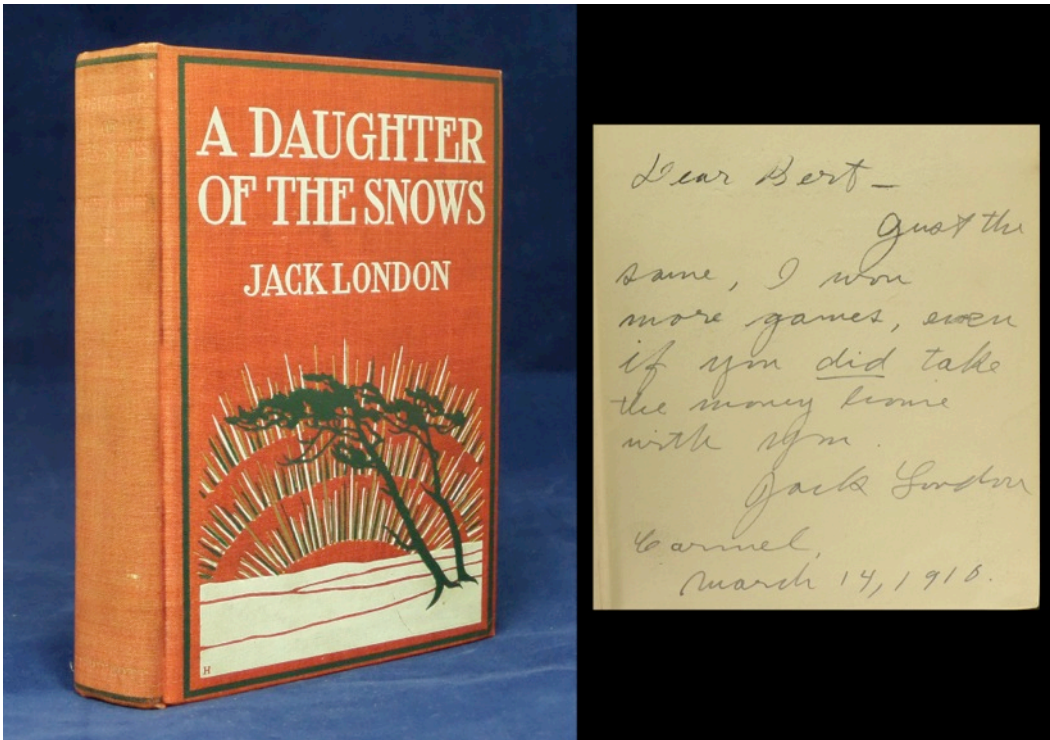 A DAUGHTER
OF THE SNOWS
JACK LONDON
H
Dear Bert –
Just the
same, I won
more games, even
if you did take
the money home
with you.
Jack London
Carmel,
March 14, 1910.